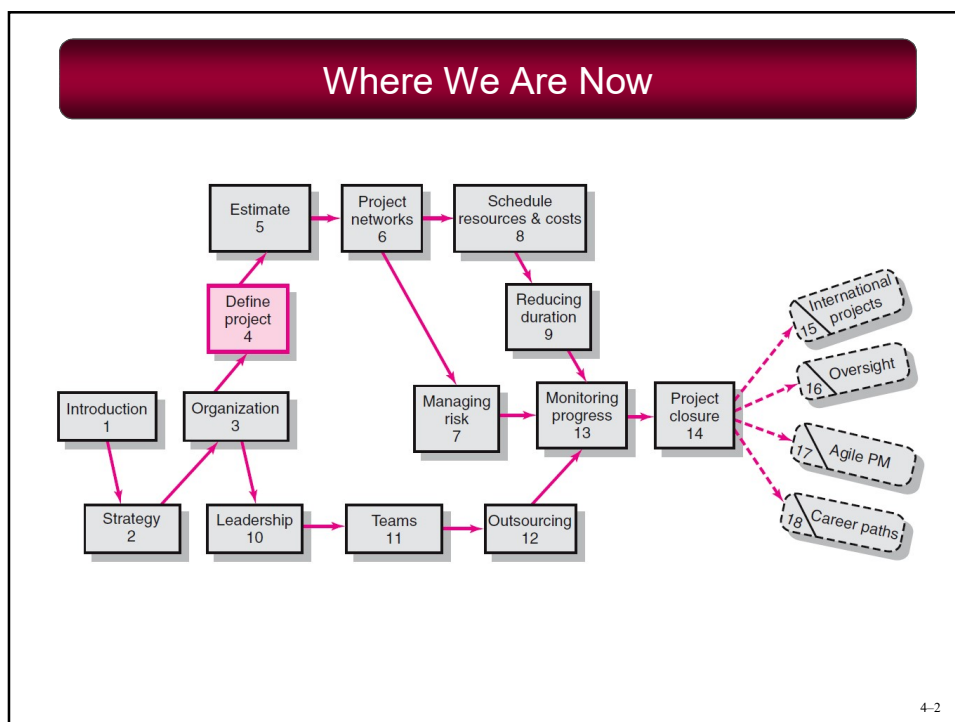 Where We Are Now
Estimate
5
Project
networks
6
Schedule
resources & costs
8
Define
project
4
Reducing
duration
9
International
projects
15
Oversight
16
Introduction
1
Organization
3
Managing
risk
7
Monitoring
progress
13
Project
closure
14
Agile PM
17
Strategy
2
Leadership
10
Teams
11
Outsourcing
12
Career paths
18
4–2